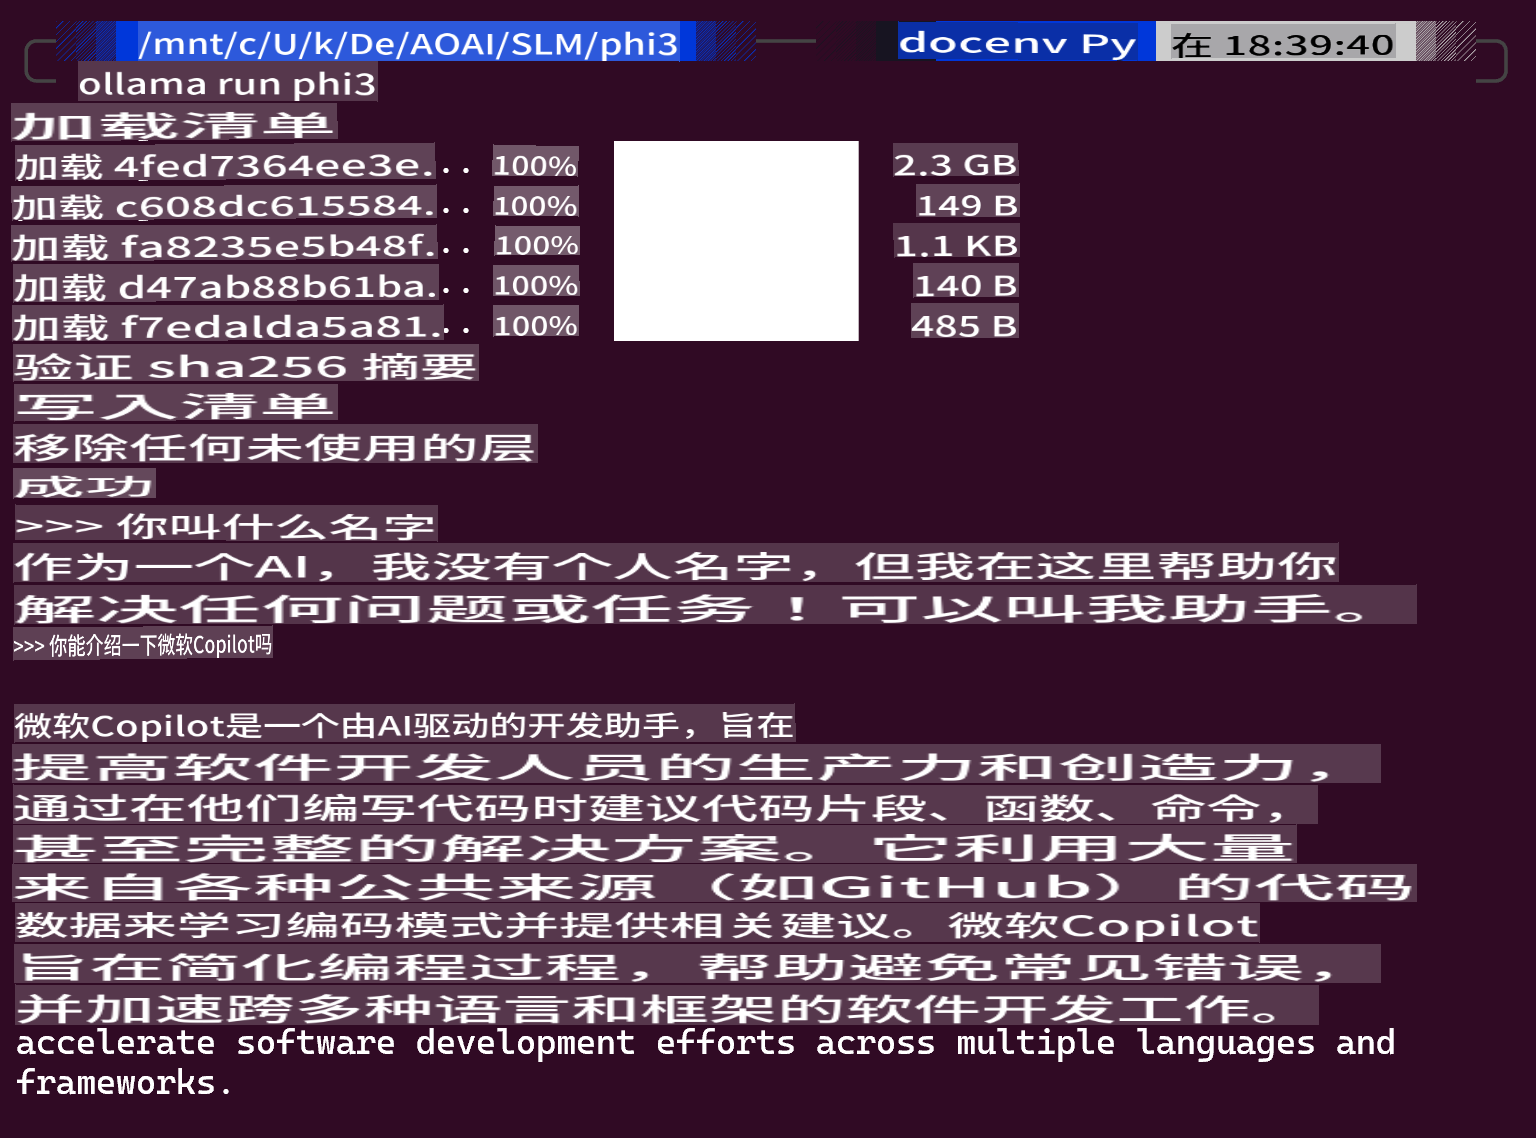 /mnt/c/U/k/De/AOAI/SLM/phi3 docenv Py 在 18:39:40
ollama run phi3
加载清单
加载 4fed7364ee3e... 100% 2.3 GB
加载 c608dc615584... 100% 149 B
加载 fa8235e5b48f... 100% 1.1 KB
加载 d47ab88b61ba... 100% 140 B
加载 f7edalda5a81... 100% 485 B
验证 sha256 摘要
写入清单
移除任何未使用的层
成功
>>> 你叫什么名字
作为一个AI，我没有个人名字，但我在这里帮助你
解决任何问题或任务！可以叫我助手。
>>> 你能介绍一下微软Copilot吗
微软Copilot是一个由AI驱动的开发助手，旨在
提高软件开发人员的生产力和创造力，
通过在他们编写代码时建议代码片段、函数、命令，
甚至完整的解决方案。它利用大量
来自各种公共来源（如GitHub）的代码
数据来学习编码模式并提供相关建议。微软Copilot
旨在简化编程过程，帮助避免常见错误，
并加速跨多种语言和框架的软件开发工作。
accelerate software development efforts across multiple languages and
frameworks.